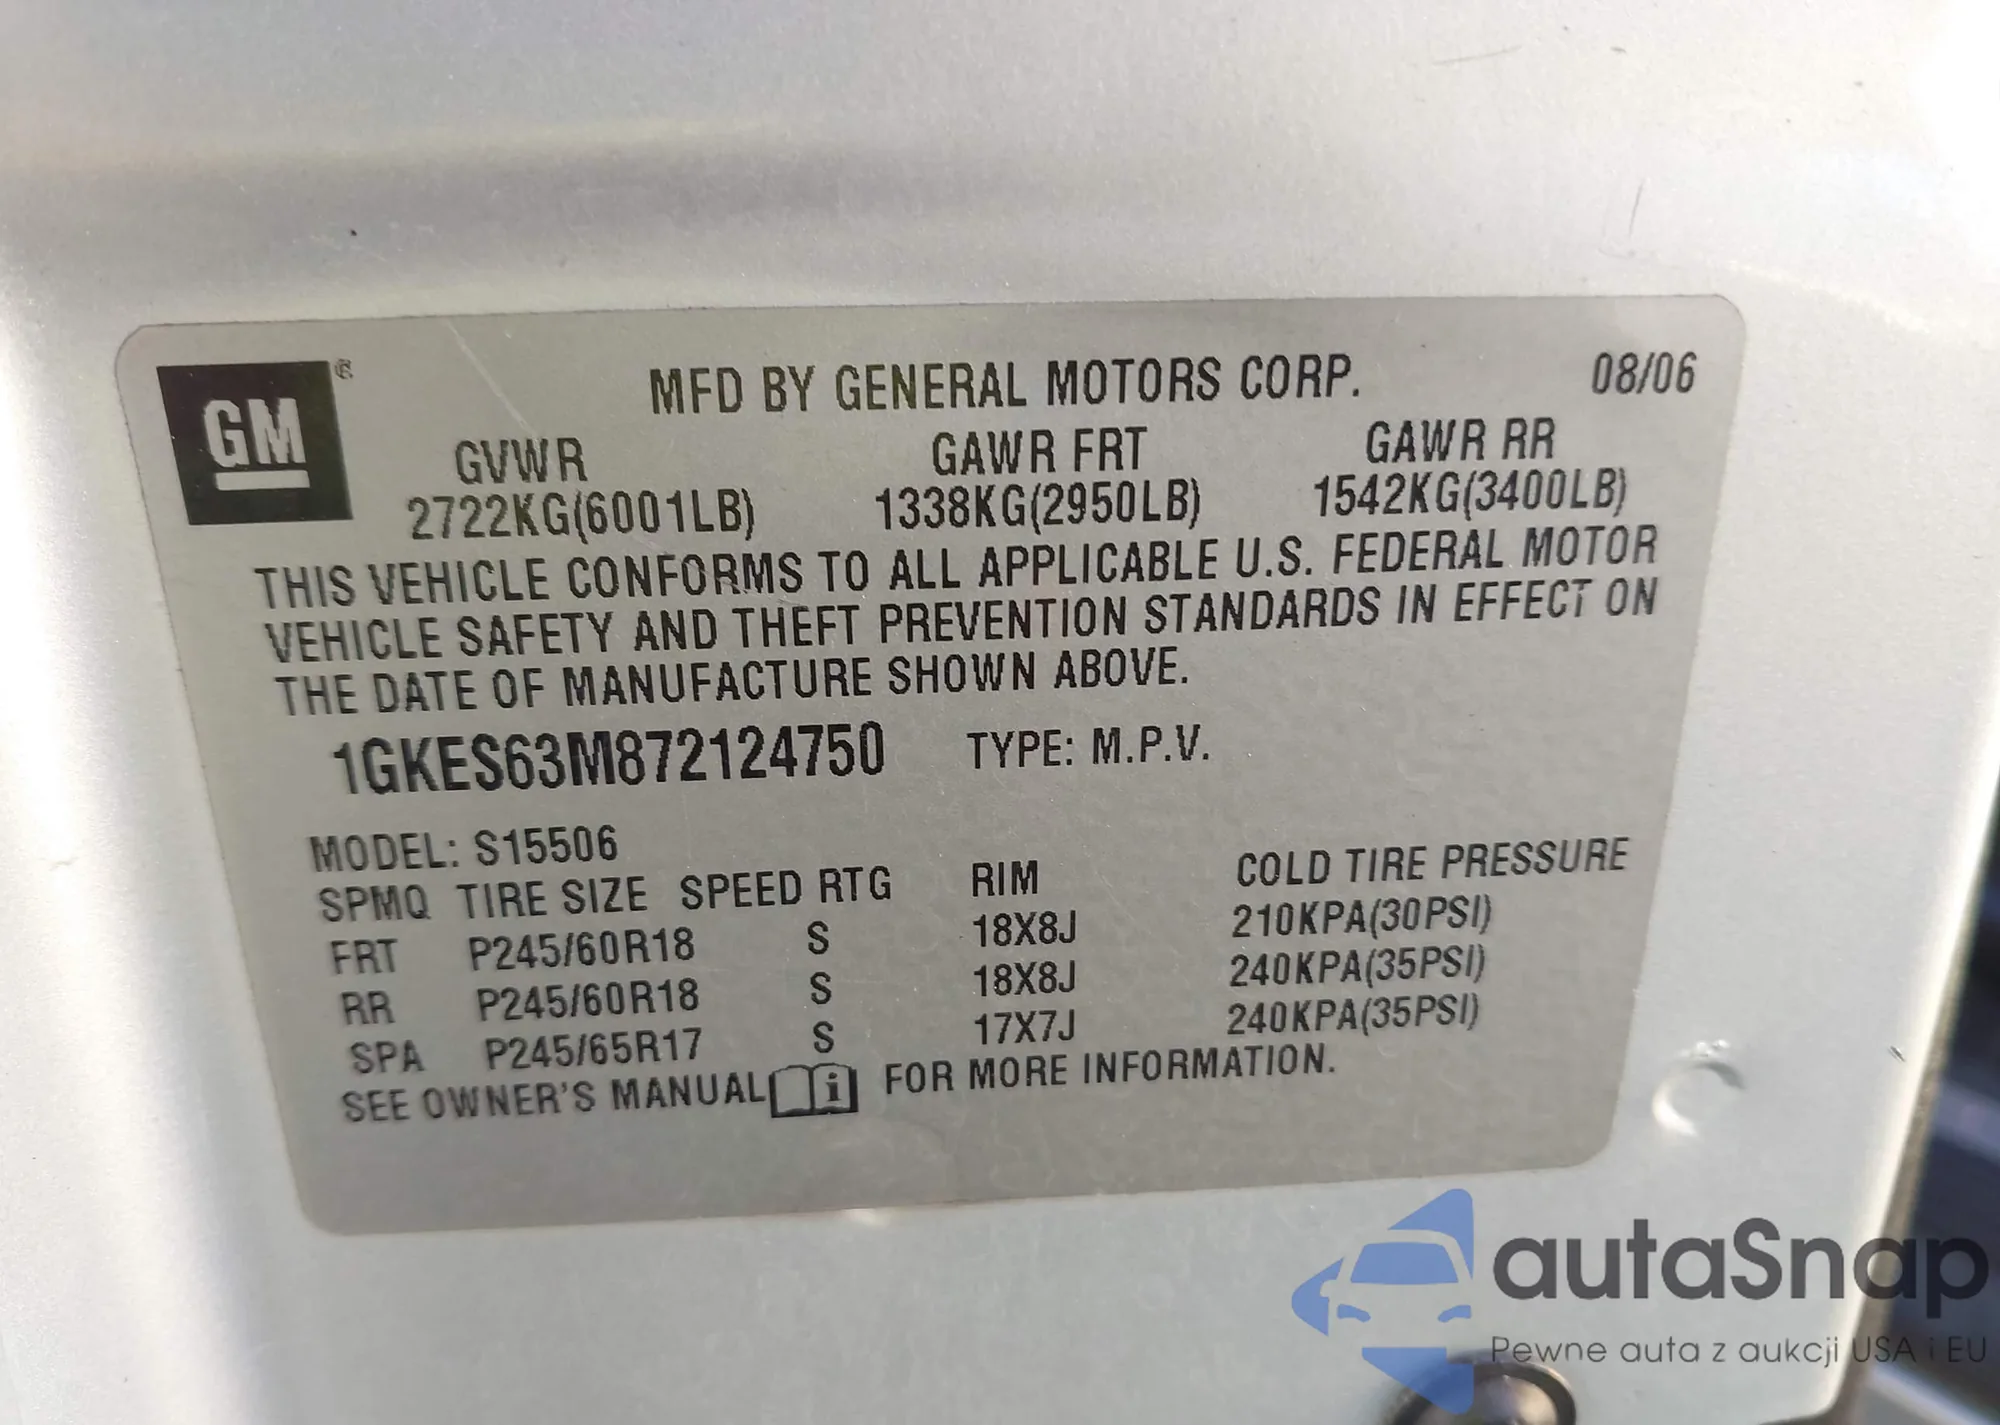 GM ®
MFD BY GENERAL MOTORS CORP. 08/06
GVWR GAWR FRT GAWR RR
2722KG(6001LB) 1338KG(2950LB) 1542KG(3400LB)
THIS VEHICLE CONFORMS TO ALL APPLICABLE U.S. FEDERAL MOTOR
VEHICLE SAFETY AND THEFT PREVENTION STANDARDS IN EFFECT ON
THE DATE OF MANUFACTURE SHOWN ABOVE.
1GKES63M872124750 TYPE: M.P.V.
MODEL: S15506
SPMQ TIRE SIZE SPEED RTG RIM COLD TIRE PRESSURE
FRT P245/60R18 S 18X8J 210KPA(30PSI)
RR P245/60R18 S 18X8J 240KPA(35PSI)
SPA P245/65R17 S 17X7J 240KPA(35PSI)
SEE OWNER'S MANUAL i FOR MORE INFORMATION.
autaSnap
Pewne auta z aukcji USA i EU